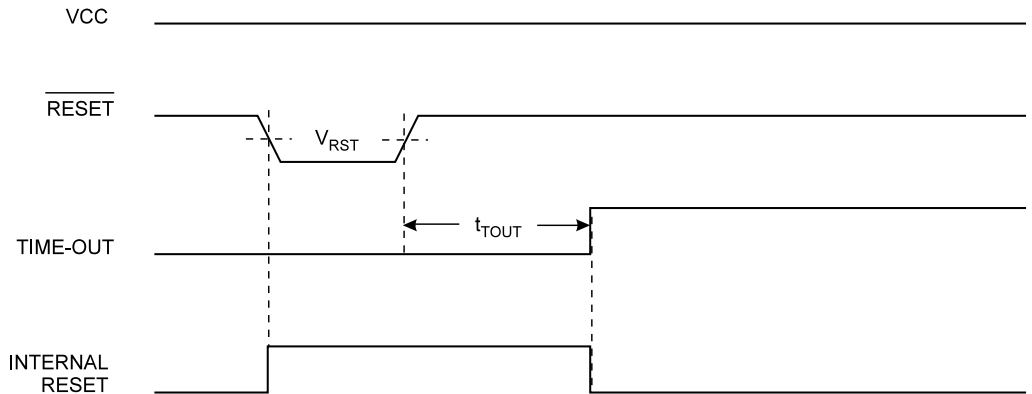 VCC
RESET
VRST
tTOUT
TIME-OUT
INTERNAL
RESET